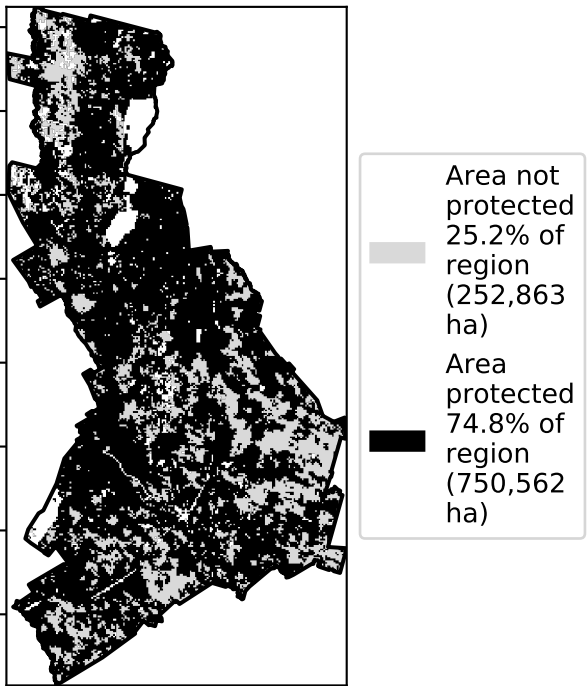 Area not
protected
25.2% of
region
(252,863
ha)
Area
protected
74.8% of
region
(750,562
ha)